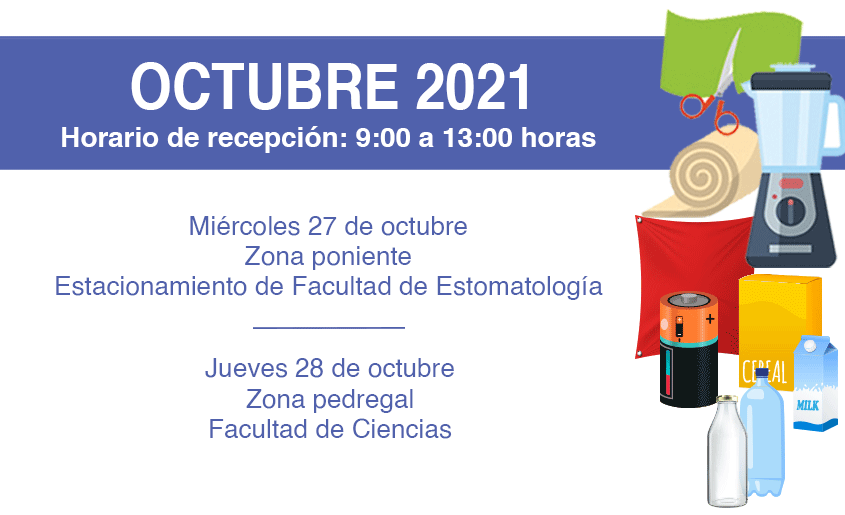 OCTUBRE 2021
Horario de recepción: 9:00 a 13:00 horas
Miércoles 27 de octubre
Zona poniente
Estacionamiento de Facultad de Estomatología
Jueves 28 de octubre
Zona pedregal
Facultad de Ciencias
+
CEREAL
MILK